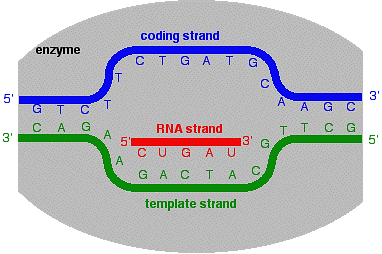 coding strand
enzyme
C T G A T G
T C
5' G T C T A A G C 3'
3' C A G A T T C G 5'
RNA strand
5' 3'
C U G A U
A G A C T A C G
template strand